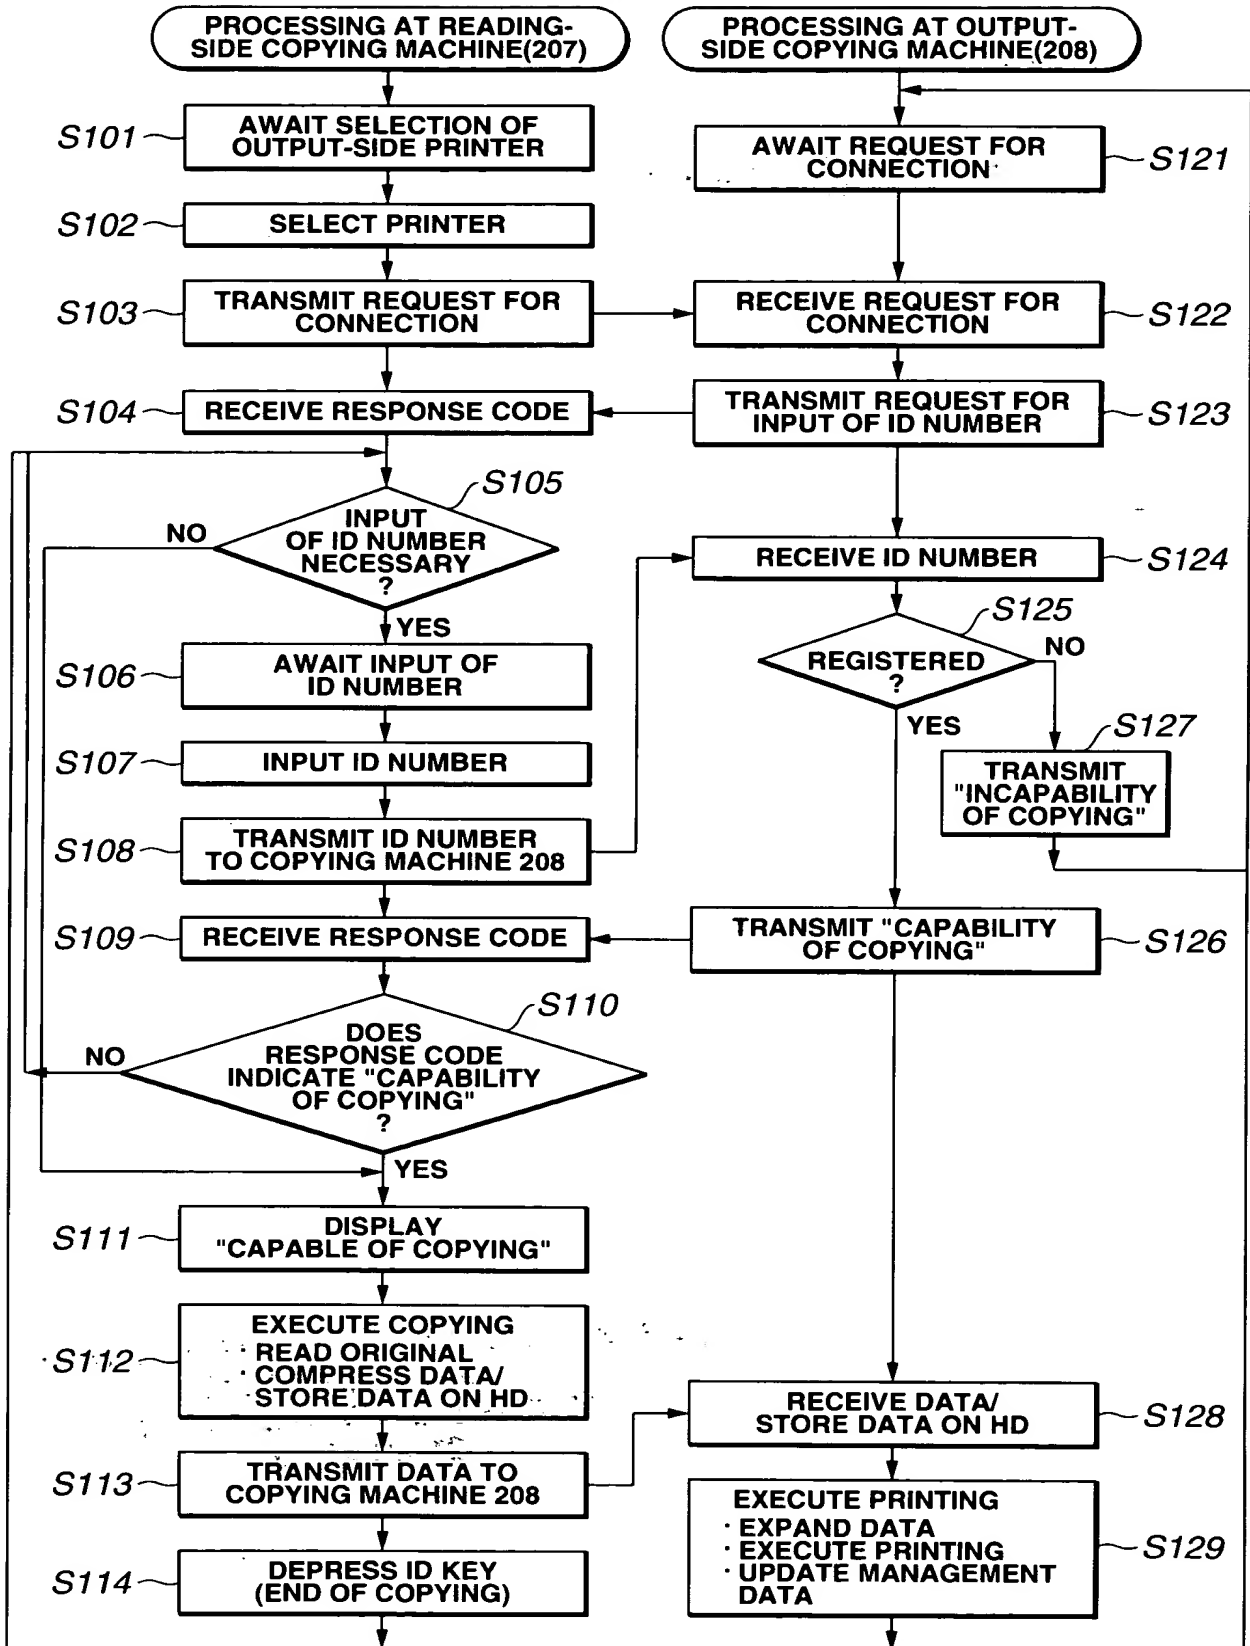 PROCESSING AT READING-
SIDE COPYING MACHINE(207)
S101
AWAIT SELECTION OF
OUTPUT-SIDE PRINTER
S102
SELECT PRINTER
S103
TRANSMIT REQUEST FOR
CONNECTION
S104
RECEIVE RESPONSE CODE
S105
NO
INPUT
OF ID NUMBER
NECESSARY
?
YES
S106
AWAIT INPUT OF
ID NUMBER
S107
INPUT ID NUMBER
S108
TRANSMIT ID NUMBER
TO COPYING MACHINE 208
S109
RECEIVE RESPONSE CODE
S110
NO
DOES
RESPONSE CODE
INDICATE "CAPABILITY
OF COPYING"
?
YES
S111
DISPLAY
"CAPABLE OF COPYING"
S112
EXECUTE COPYING
· READ ORIGINAL
· COMPRESS DATA/
STORE DATA ON HD
S113
TRANSMIT DATA TO
COPYING MACHINE 208
S114
DEPRESS ID KEY
(END OF COPYING)
PROCESSING AT OUTPUT-
SIDE COPYING MACHINE(208)
AWAIT REQUEST FOR
CONNECTION
S121
RECEIVE REQUEST FOR
CONNECTION
S122
TRANSMIT REQUEST FOR
INPUT OF ID NUMBER
S123
RECEIVE ID NUMBER
S124
S125
REGISTERED
?
NO
YES
S127
TRANSMIT
"INCAPABILITY
OF COPYING"
TRANSMIT "CAPABILITY
OF COPYING"
S126
RECEIVE DATA/
STORE DATA ON HD
S128
EXECUTE PRINTING
· EXPAND DATA
· EXECUTE PRINTING
· UPDATE MANAGEMENT
DATA
S129